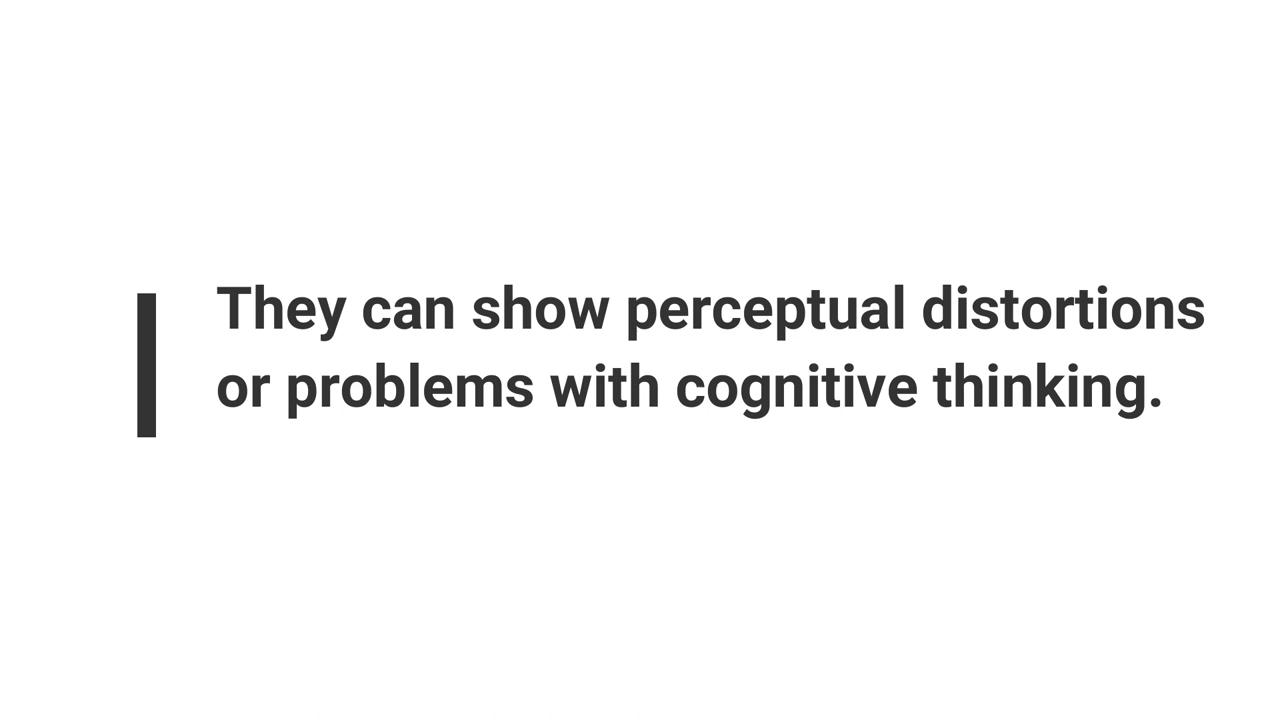 They can show perceptual distortions
or problems with cognitive thinking.